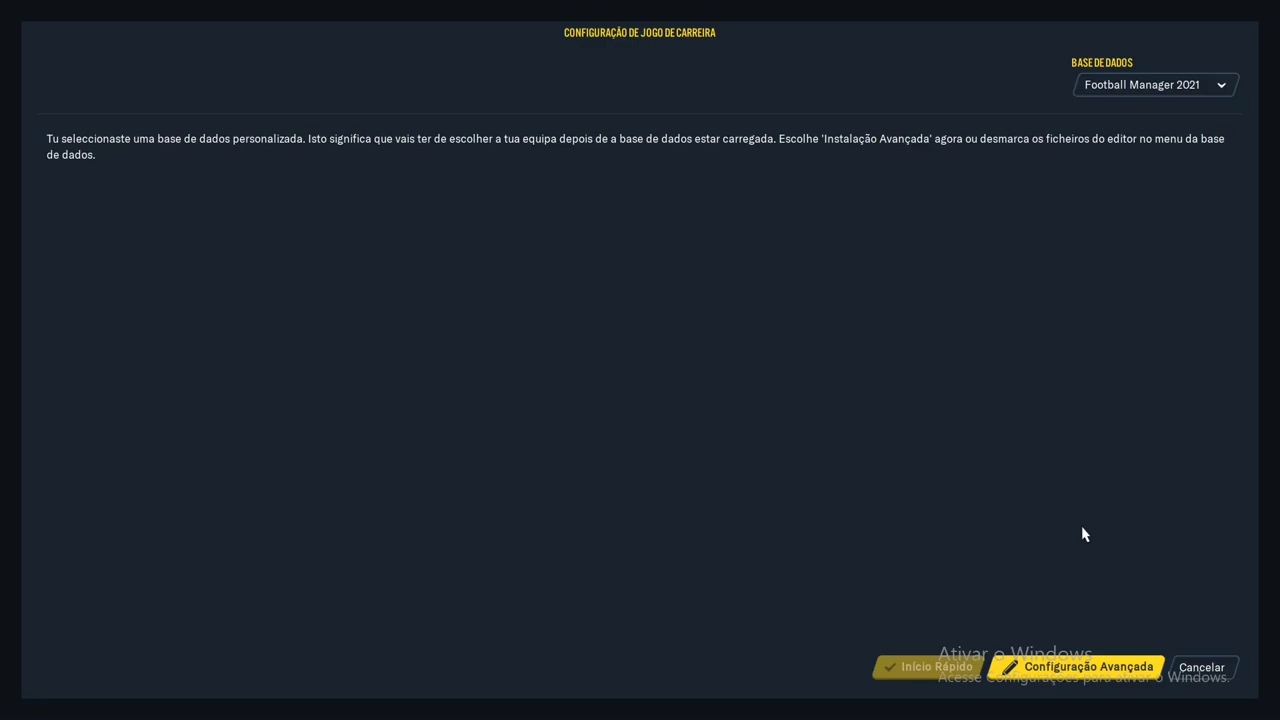 CONFIGURAÇÃO DE JOGO DE CARREIRA
BASE DE DADOS
Football Manager 2021
Tu seleccionaste uma base de dados personalizada. Isto significa que vais ter de escolher a tua equipa depois de a base de dados estar carregada. Escolhe 'Instalação Avançada' agora ou desmarca os ficheiros do editor no menu da base
de dados.
Ativar o Windows
Acesse Configurações para ativar o Windows.
Início Rápido
Configuração Avançada
Cancelar